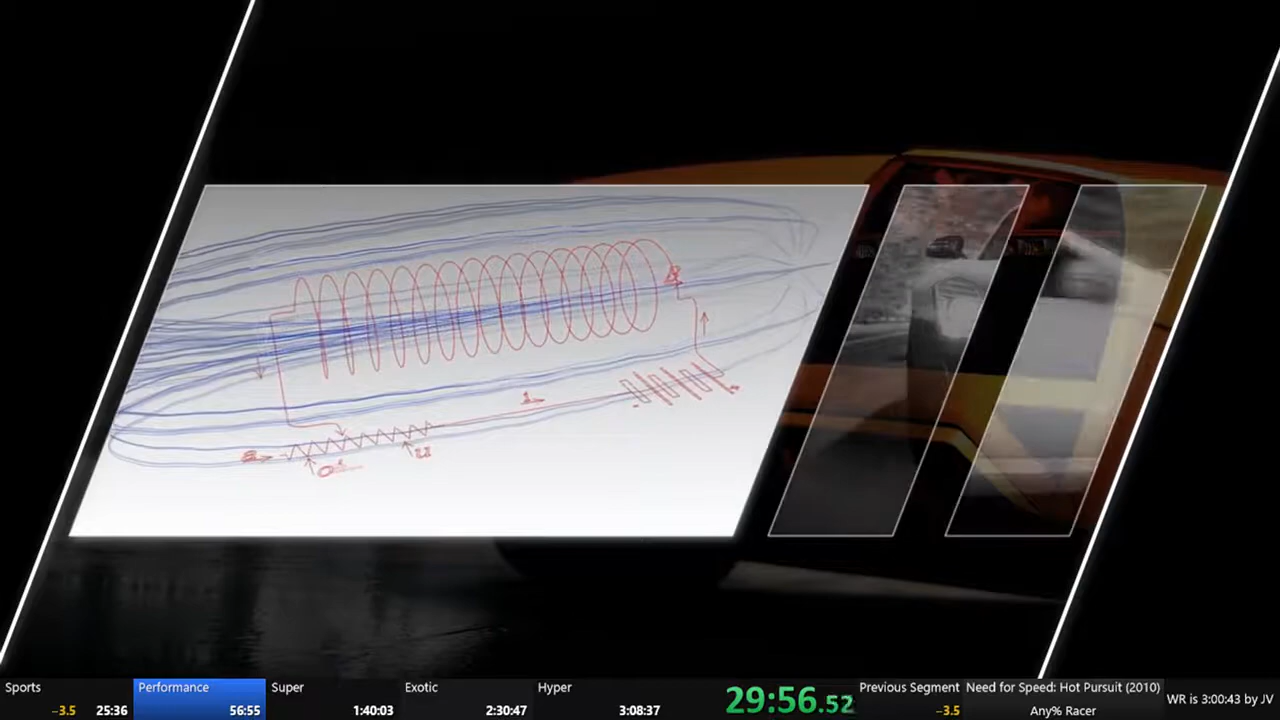 Sports
-3.5 25:36
Performance
56:55
Super
1:40:03
Exotic
2:30:47
Hyper
3:08:37
29:56.52
Previous Segment
-3.5
Need for Speed: Hot Pursuit (2010)
Any% Racer
WR is 3:00:43 by JV